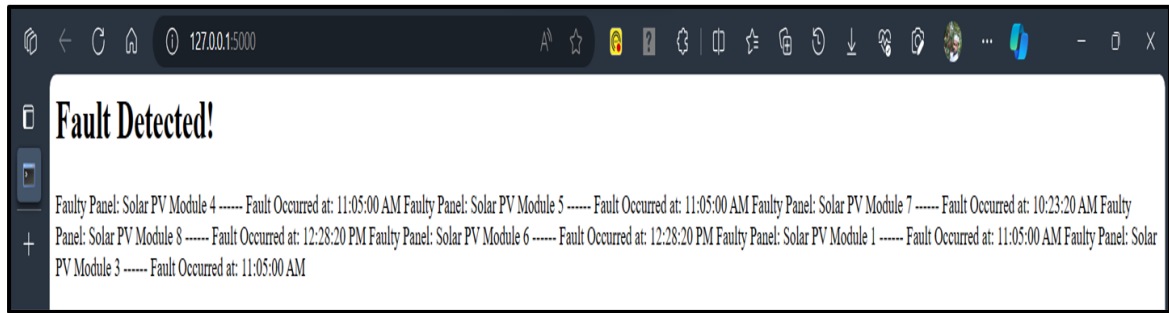 127.0.0.1:5000
Fault Detected!
Faulty Panel: Solar PV Module 4 ------ Fault Occurred at: 11:05:00 AM Faulty Panel: Solar PV Module 5 ------ Fault Occurred at: 11:05:00 AM Faulty Panel: Solar PV Module 7 ------ Fault Occurred at: 10:23:20 AM Faulty
Panel: Solar PV Module 8 ------ Fault Occurred at: 12:28:20 PM Faulty Panel: Solar PV Module 6 ------ Fault Occurred at: 12:28:20 PM Faulty Panel: Solar PV Module 1 ------ Fault Occurred at: 11:05:00 AM Faulty Panel: Solar
PV Module 3 ------ Fault Occurred at: 11:05:00 AM